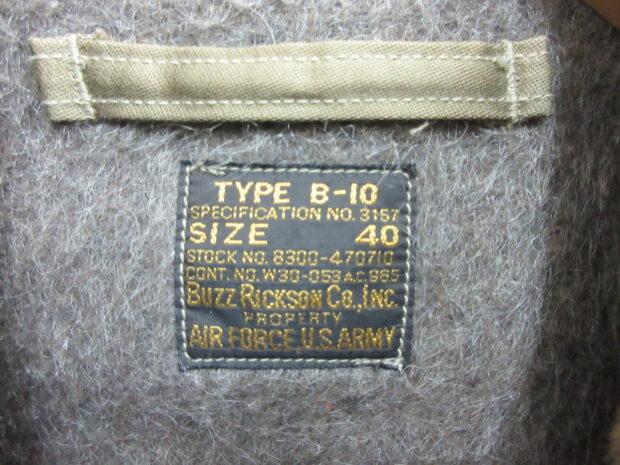 TYPE B-10
SPECIFICATION NO. 3157
SIZE 40
STOCK NO. 8300-470710
CONT. NO. W30-053 A.C. 865
BUZZ RICKSON CO., INC.
PROPERTY
AIR FORCE, U.S. ARMY